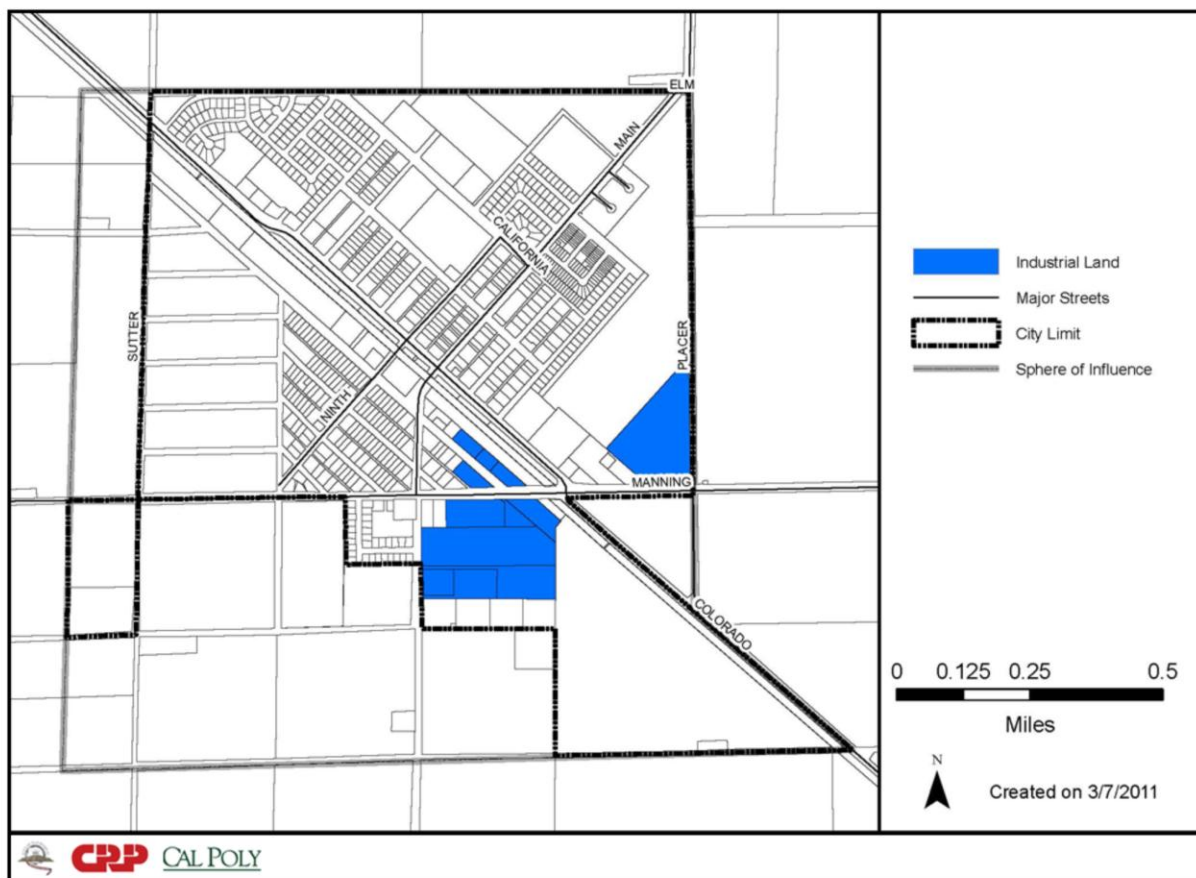 ELM
MAIN
CALIFORNIA
SUTTER
PLACER
NINTH
MANNING
COLORADO
Industrial Land
Major Streets
City Limit
Sphere of Influence
0 0.125 0.25 0.5
Miles
N
Created on 3/7/2011
CRP CAL POLY